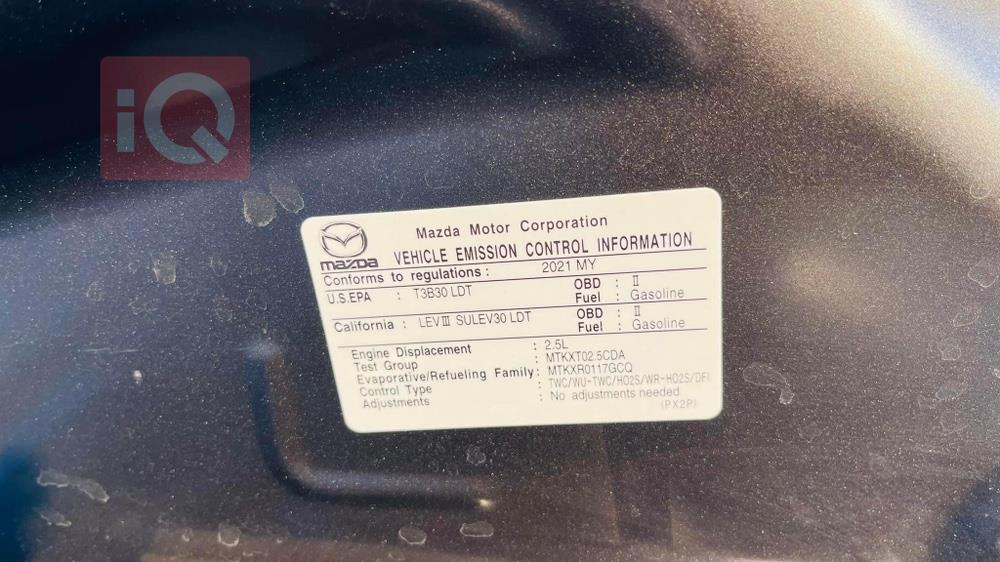 iQ
Mazda Motor Corporation
mazda
VEHICLE EMISSION CONTROL INFORMATION
Conforms to regulations : 2021 MY
U.S.EPA : T3B30 LDT OBD : II
Fuel : Gasoline
California : LEVIII SULEV30 LDT OBD : II
Fuel : Gasoline
Engine Displacement : 2.5L
Test Group : MTKXT02.5CDA
Evaporative/Refueling Family: MTKXR0117GCQ
Control Type : TWC/WU-TWC/HO2S/WR-HO2S/DFI
Adjustments : No adjustments needed
(PX2P)